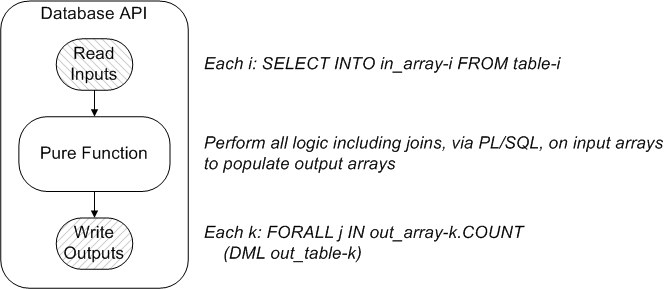 Database API
Read
Inputs
Each i: SELECT INTO in_array-i FROM table-i
Pure Function
Perform all logic including joins, via PL/SQL, on input arrays
to populate output arrays
Write
Outputs
Each k: FORALL j IN out_array-k.COUNT
(DML out_table-k)